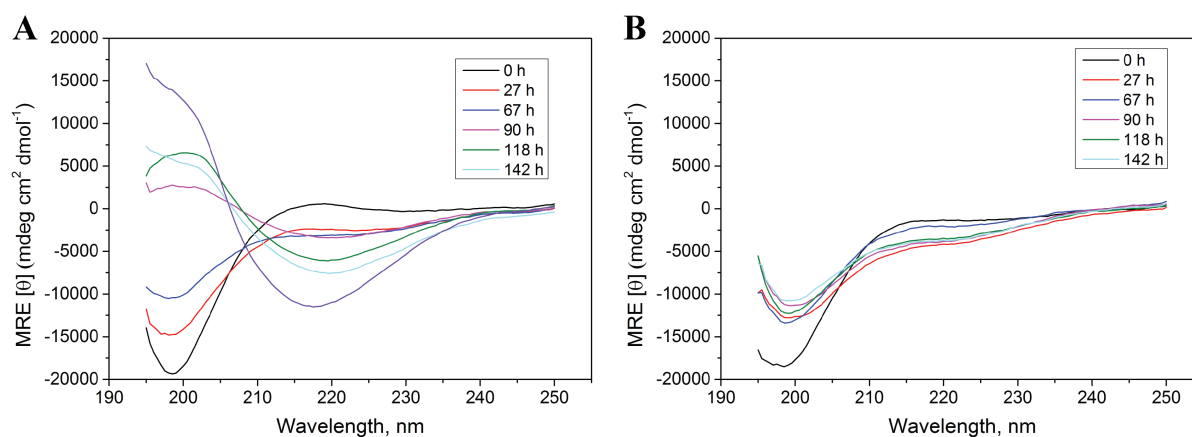 A
20000
15000
10000
5000
0
-5000
-10000
-15000
-20000
MRE [θ] (mdeg cm² dmol⁻¹)
190 200 210 220 230 240 250
Wavelength, nm
0 h
27 h
67 h
90 h
118 h
142 h
B
20000
15000
10000
5000
0
-5000
-10000
-15000
-20000
MRE [θ] (mdeg cm² dmol⁻¹)
190 200 210 220 230 240 250
Wavelength, nm
0 h
27 h
67 h
90 h
118 h
142 h